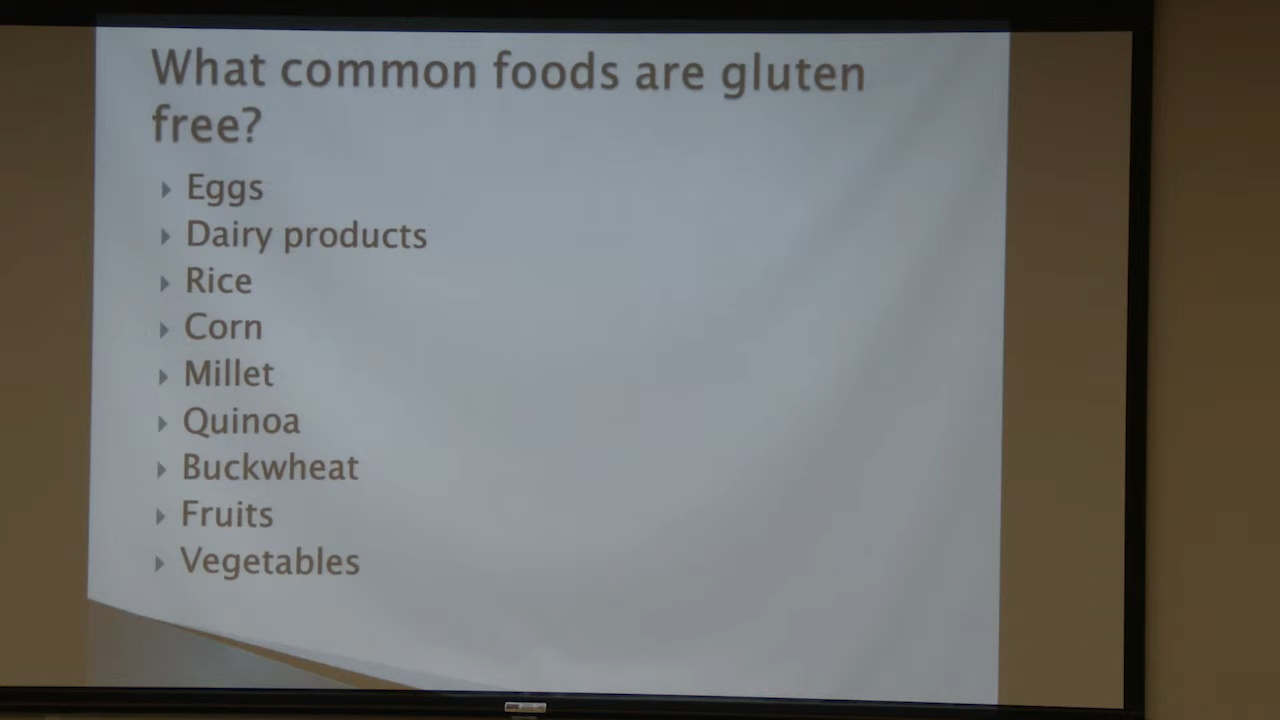 What common foods are gluten
free?
Eggs
Dairy products
Rice
Corn
Millet
Quinoa
Buckwheat
Fruits
Vegetables